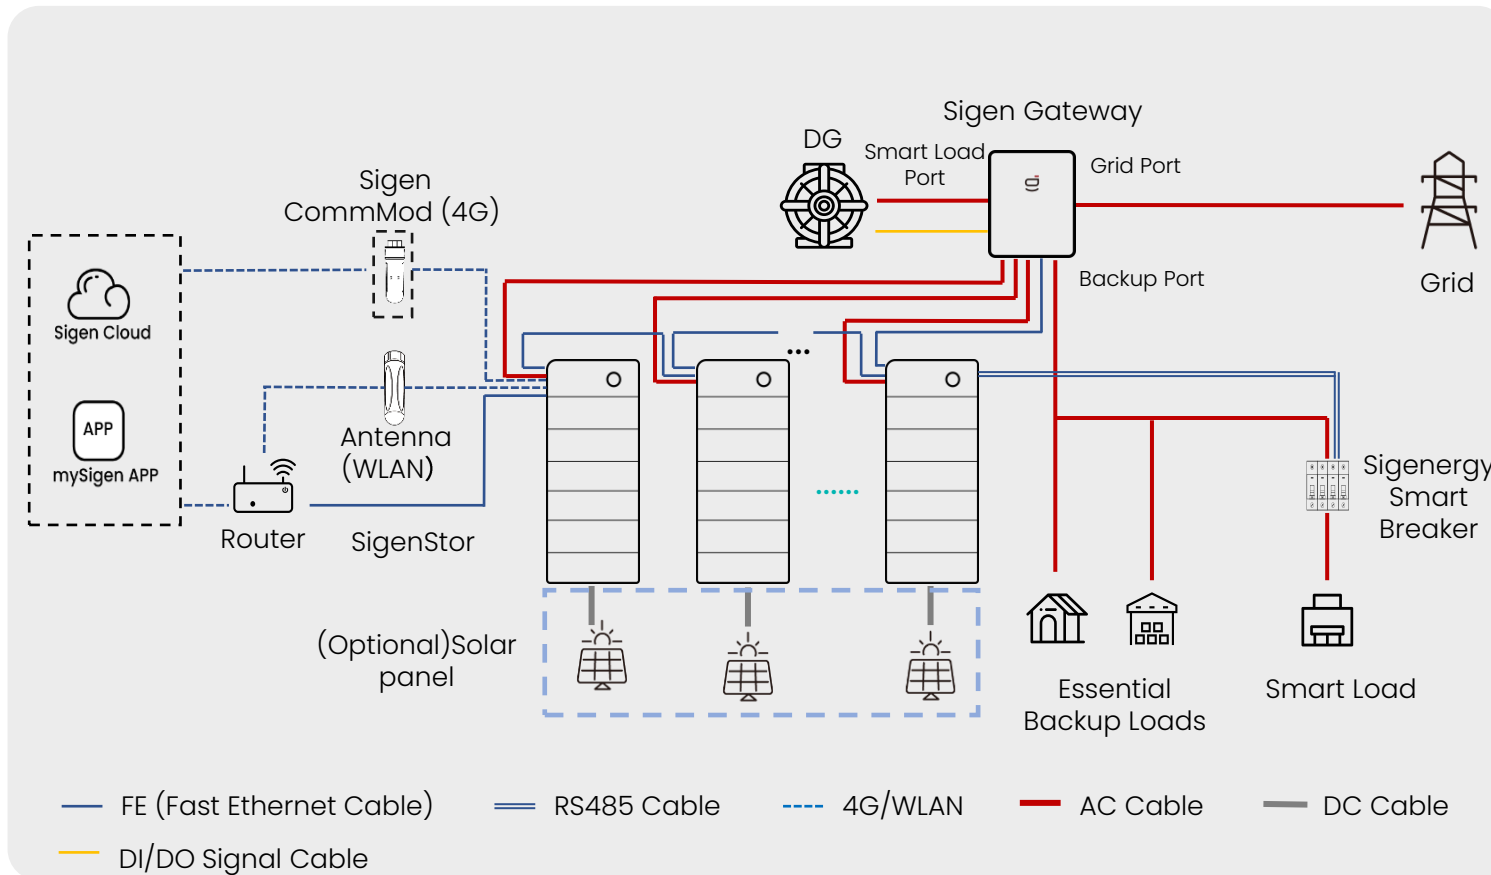 Sigen Gateway
DG
Smart Load
Port
Grid Port
Sigen
CommMod (4G)
Backup Port
Grid
Sigen Cloud
...
APP
mySigen APP
Antenna
(WLAN)
Router
SigenStor
......
Sigenergy
Smart
Breaker
(Optional)Solar
panel
Essential
Backup Loads
Smart Load
FE (Fast Ethernet Cable)
RS485 Cable
4G/WLAN
AC Cable
DC Cable
DI/DO Signal Cable